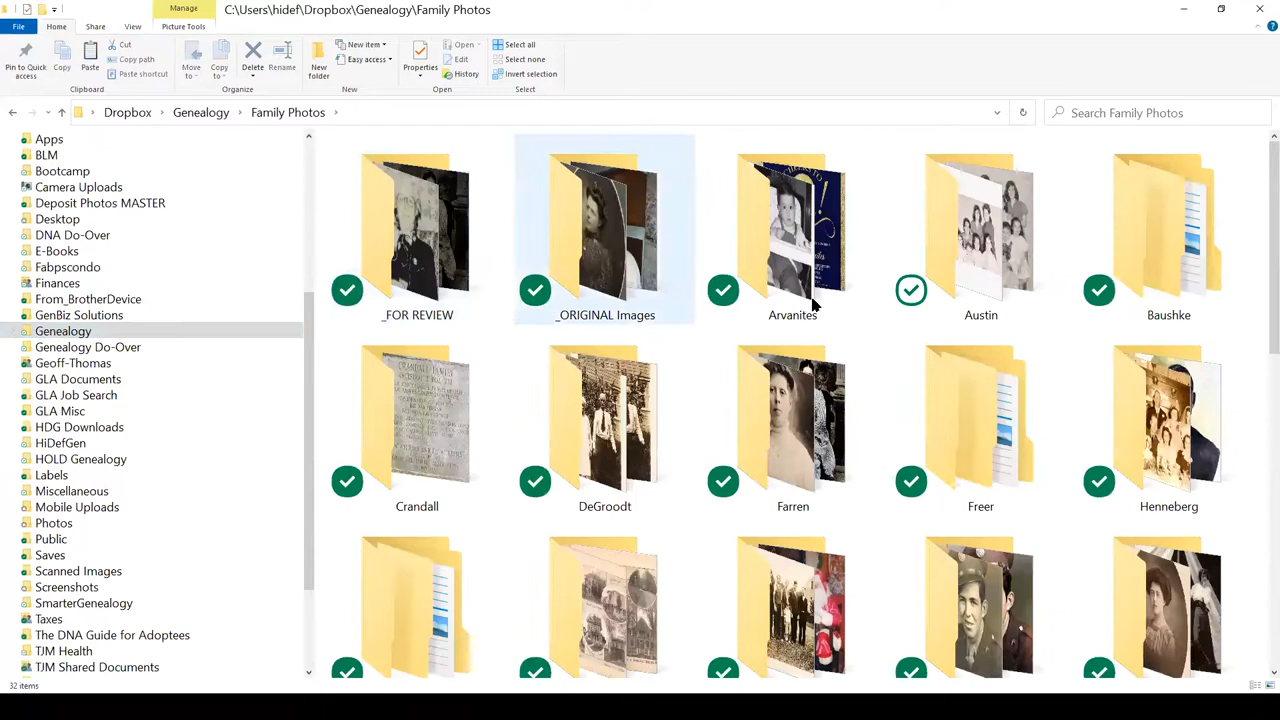 Manage
C:\Users\hidef\Dropbox\Genealogy\Family Photos
File Home Share View Picture Tools
Pin to Quick access
Copy
Paste
Cut
Copy path
Paste shortcut
Clipboard
Move to
Copy to
Delete
Rename
Organize
New folder
New item
Easy access
New
Properties
Open
Edit
History
Open
Select all
Select none
Invert selection
Select
Dropbox > Genealogy > Family Photos >
Search Family Photos
Apps
BLM
Bootcamp
Camera Uploads
Deposit Photos MASTER
Desktop
DNA Do-Over
E-Books
Fabpscondo
Finances
From_BrotherDevice
GenBiz Solutions
Genealogy
Genealogy Do-Over
Geoff-Thomas
GLA Documents
GLA Job Search
GLA Misc
HDG Downloads
HiDefGen
HOLD Genealogy
Labels
Miscellaneous
Mobile Uploads
Photos
Public
Saves
Scanned Images
Screenshots
SmarterGenealogy
Taxes
The DNA Guide for Adoptees
TJM Health
TJM Shared Documents
_FOR REVIEW
_ORIGINAL Images
Arvanites
Austin
Baushke
CRANDALL FAMILY
Crandall
DeGroodt
Farren
Freer
Henneberg
32 items